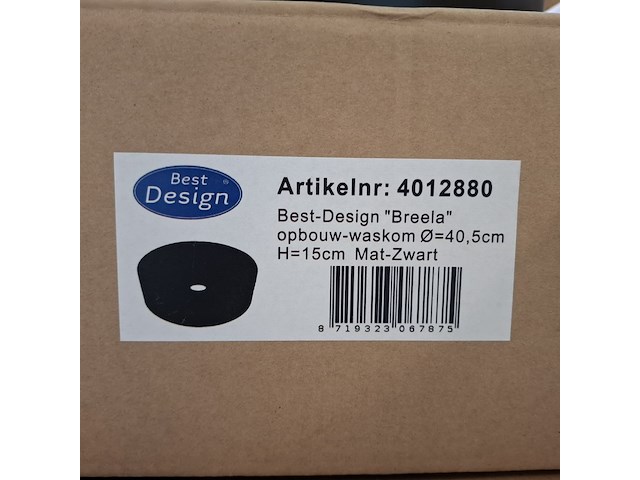 Best
Design
Artikelnr: 4012880
Best-Design "Breela"
opbouw-waskom Ø=40,5cm
H=15cm Mat-Zwart
8 719323 067875